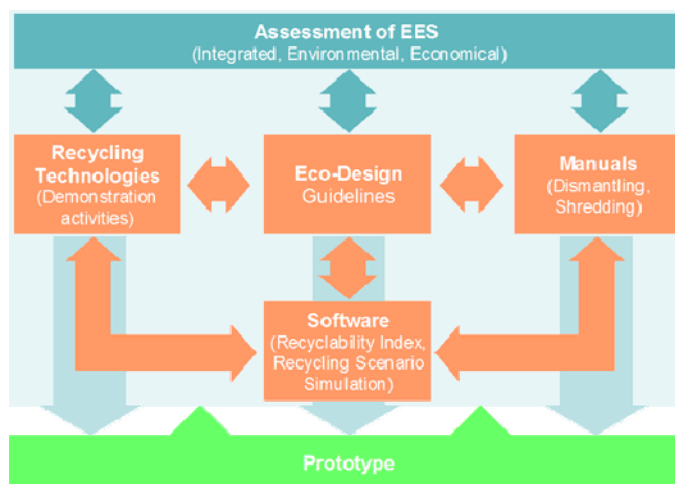 Assessment of EES
(Integrated, Environmental, Economical)
Recycling
Technologies
(Demonstration
activities)
Eco-Design
Guidelines
Manuals
(Dismantling,
Shredding)
Software
(Recyclability Index,
Recycling Scenario
Simulation)
Prototype